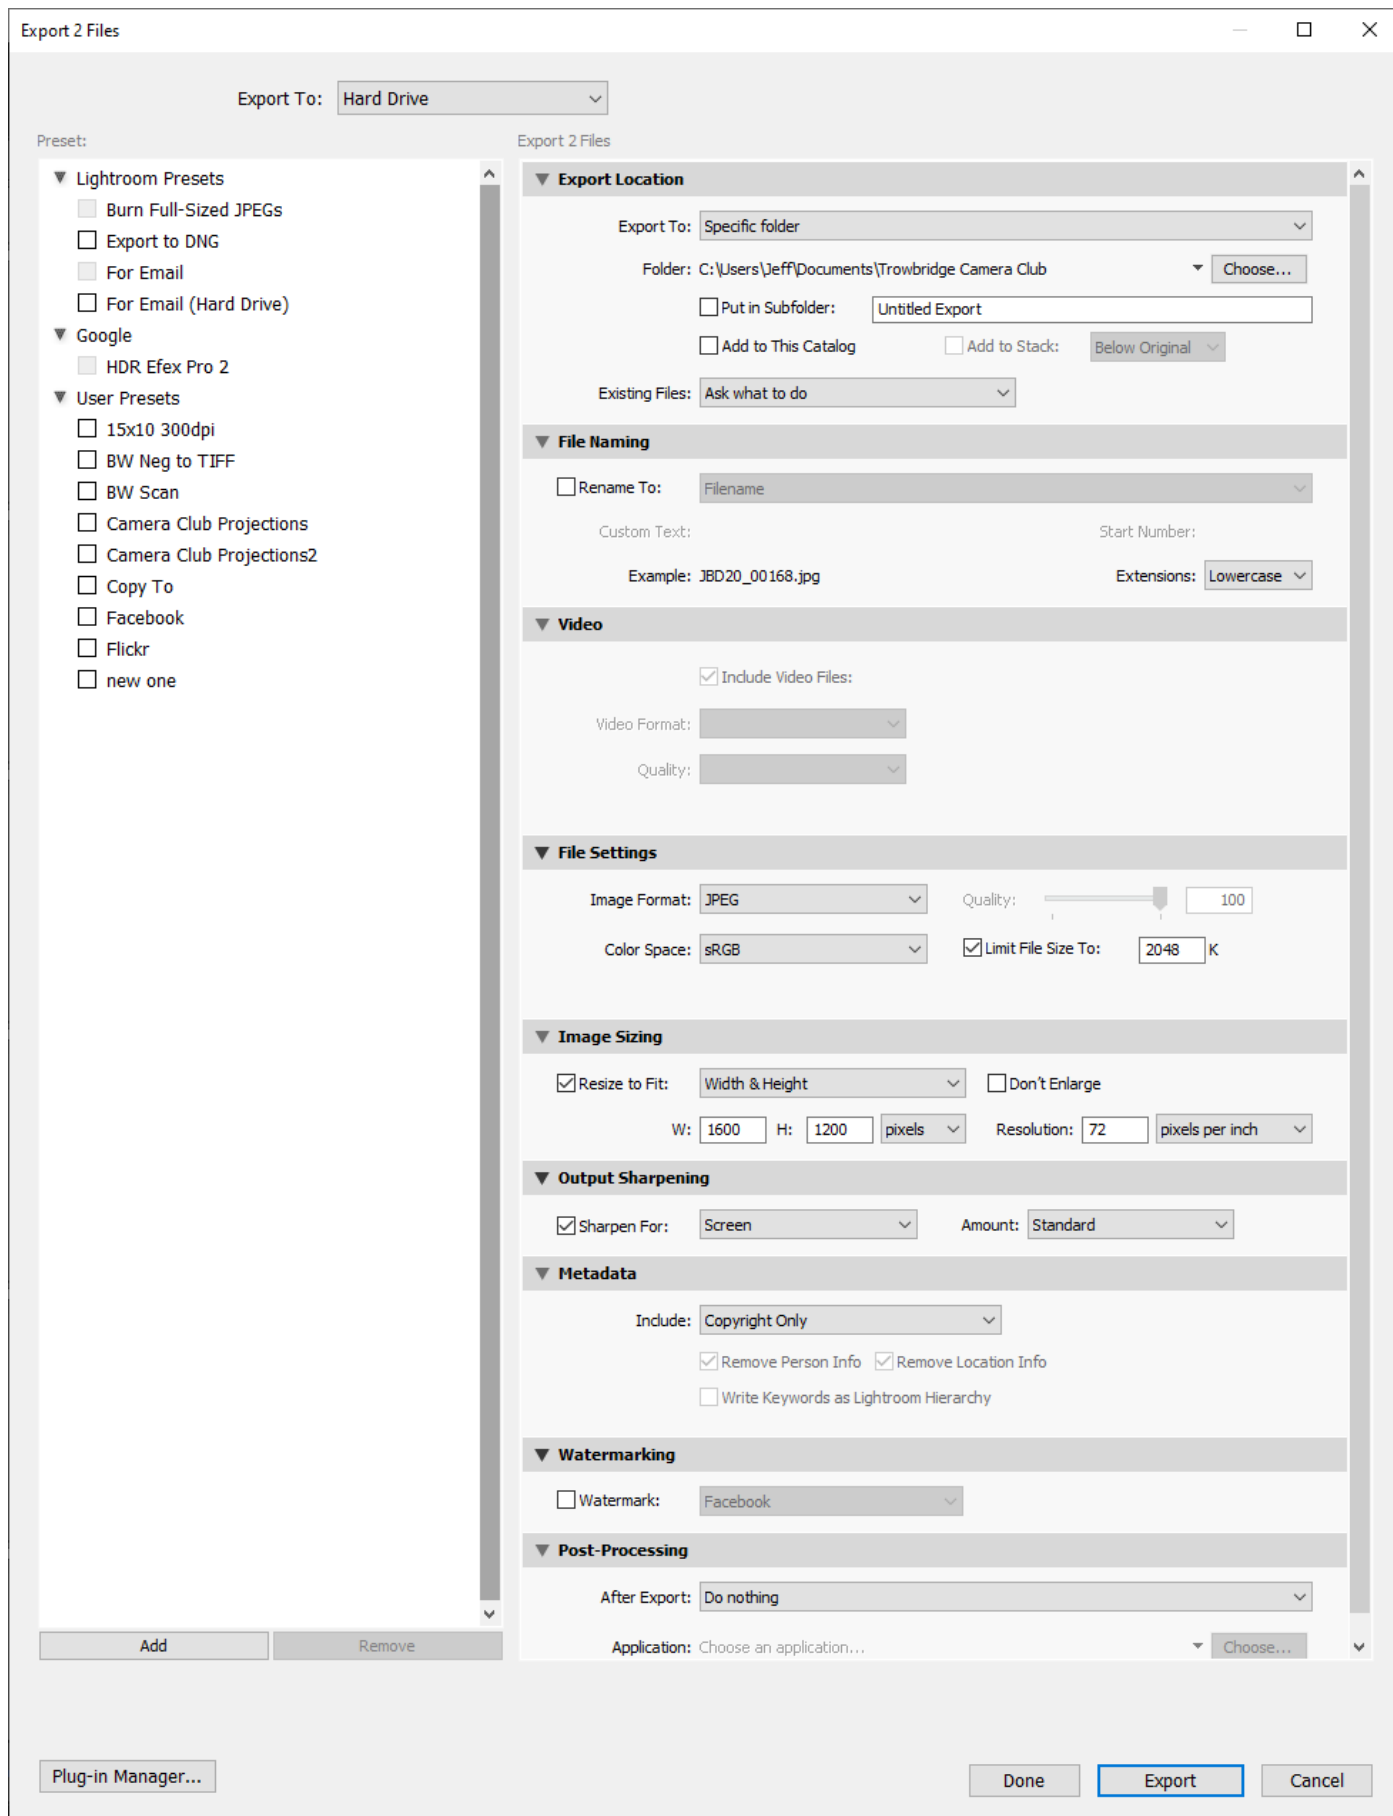 Export 2 Files
Export To: Hard Drive
Preset:
Lightroom Presets
Burn Full-Sized JPEGs
Export to DNG
For Email
For Email (Hard Drive)
Google
HDR Efex Pro 2
User Presets
15x10 300dpi
BW Neg to TIFF
BW Scan
Camera Club Projections
Camera Club Projections2
Copy To
Facebook
Flickr
new one
Add Remove
Export 2 Files
Export Location
Export To: Specific folder
Folder: C:\Users\Jeff\Documents\Trowbridge Camera Club Choose...
Put in Subfolder: Untitled Export
Add to This Catalog Add to Stack: Below Original
Existing Files: Ask what to do
File Naming
Rename To: Filename
Custom Text: Start Number:
Example: JBD20_00168.jpg Extensions: Lowercase
Video
Include Video Files:
Video Format:
Quality:
File Settings
Image Format: JPEG Quality: 100
Color Space: sRGB Limit File Size To: 2048 K
Image Sizing
Resize to Fit: Width & Height Don't Enlarge
W: 1600 H: 1200 pixels Resolution: 72 pixels per inch
Output Sharpening
Sharpen For: Screen Amount: Standard
Metadata
Include: Copyright Only
Remove Person Info Remove Location Info
Write Keywords as Lightroom Hierarchy
Watermarking
Watermark: Facebook
Post-Processing
After Export: Do nothing
Application: Choose an application... Choose...
Plug-in Manager... Done Export Cancel